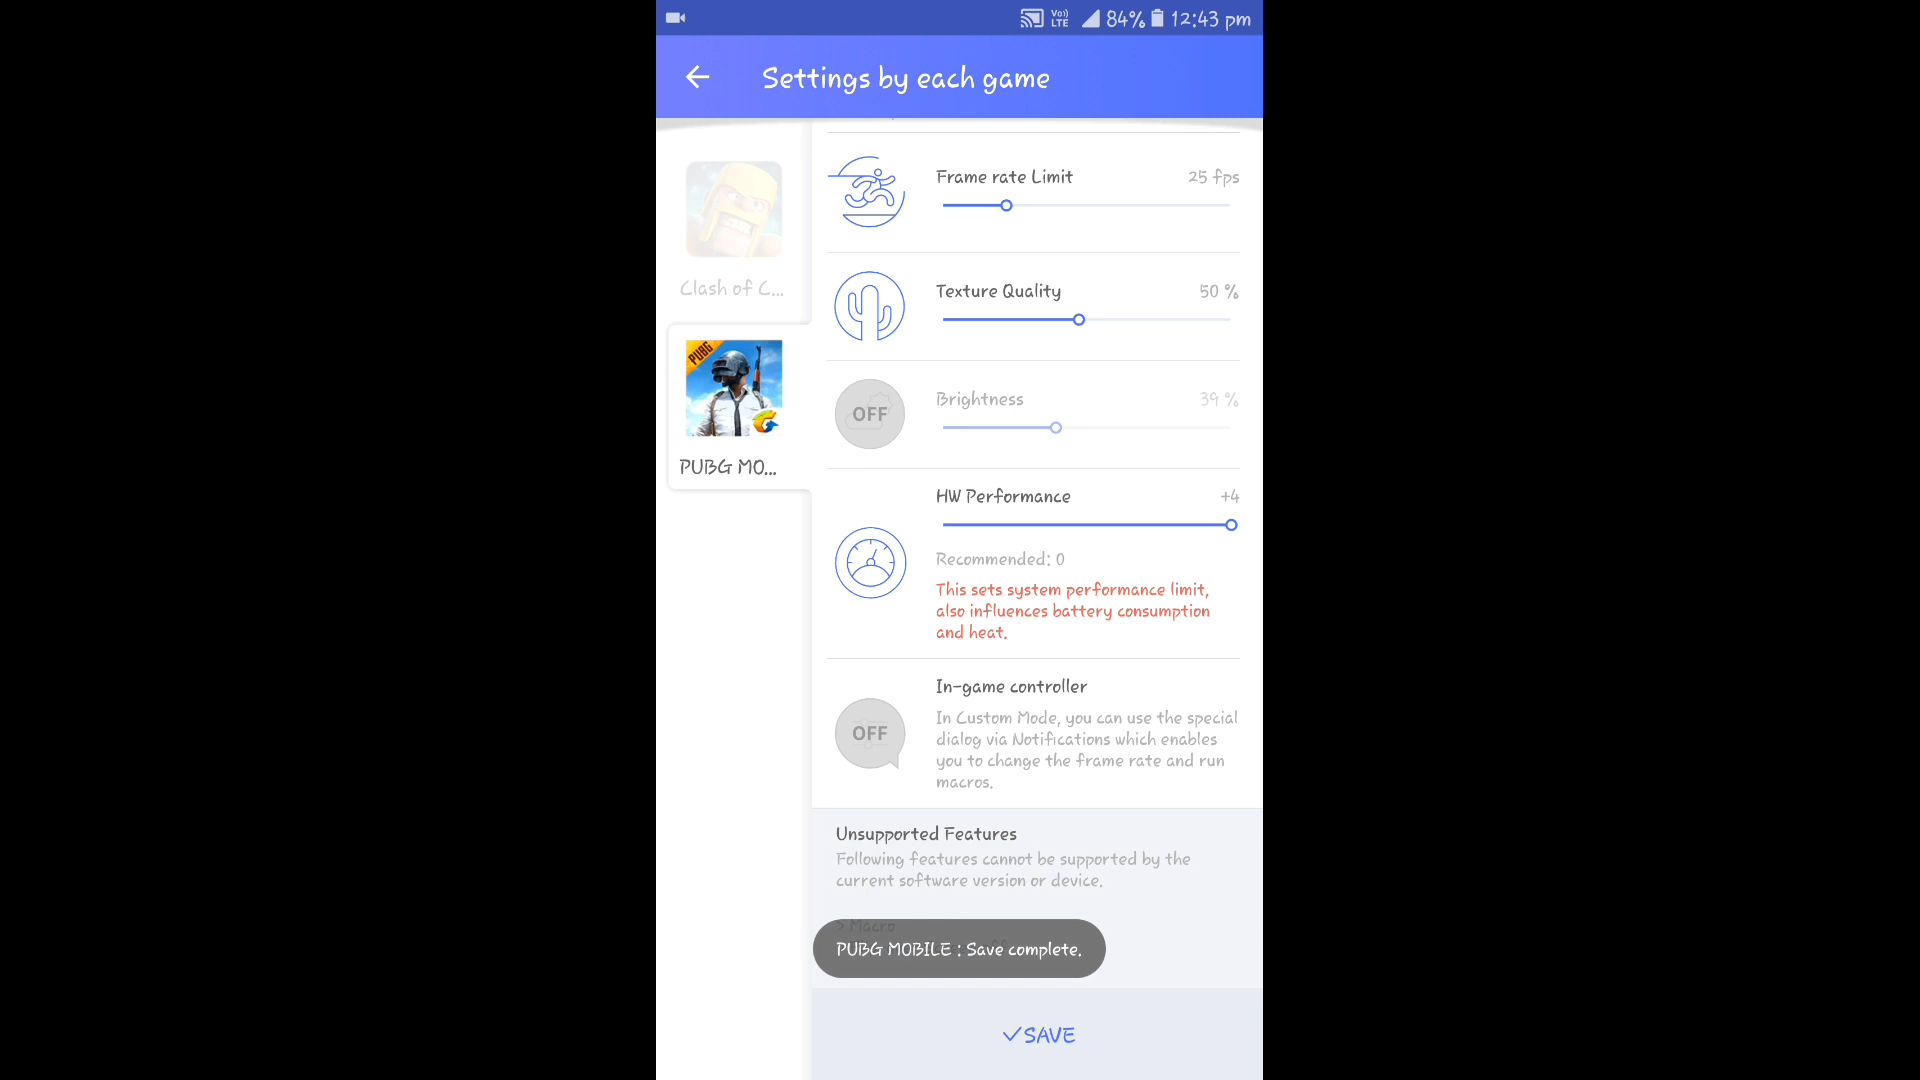 Vo))
LTE
84%
12:43 pm
Settings by each game
Clash of C...
PUBG
PUBG MO...
Frame rate Limit
25 fps
Texture Quality
50 %
OFF
Brightness
39 %
HW Performance
+4
Recommended: 0
This sets system performance limit,
also influences battery consumption
and heat.
OFF
In-game controller
In Custom Mode, you can use the special
dialog via Notifications which enables
you to change the frame rate and run
macros.
Unsupported Features
Following features cannot be supported by the
current software version or device.
> Macro
PUBG MOBILE : Save complete.
SAVE